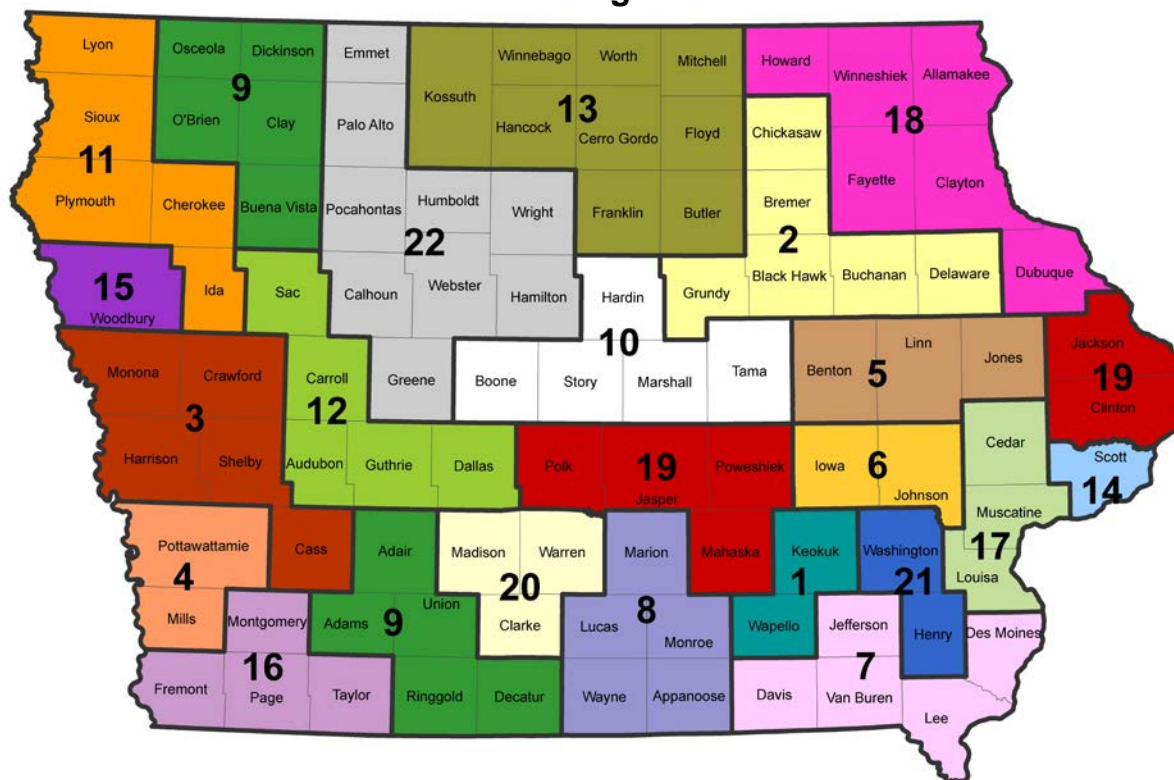 Lyon
Osceola
Dickinson
Emmet
Winnebago
Worth
Mitchell
Howard
Winneshiek
Allamakee
9
Kossuth
13
18
Sioux
O'Brien
Clay
Palo Alto
Hancock
Cerro Gordo
Floyd
Chickasaw
11
Plymouth
Cherokee
Buena Vista
Pocahontas
Humboldt
Wright
Franklin
Butler
Bremer
Fayette
Clayton
22
2
15
Woodbury
Ida
Sac
Calhoun
Webster
Hamilton
Hardin
Grundy
Black Hawk
Buchanan
Delaware
Dubuque
10
Monona
Crawford
Carroll
Greene
Boone
Story
Marshall
Tama
Benton
Linn
Jones
Jackson
5
19
Clinton
3
12
Harrison
Shelby
Audubon
Guthrie
Dallas
Polk
19
Jasper
Poweshiek
Iowa
6
Johnson
Cedar
Scott
14
Muscatine
Pottawattamie
Cass
Adair
Madison
Warren
Marion
Mahaska
Keokuk
Washington
17
Louisa
4
20
1
21
Mills
Montgomery
Adams
Union
9
Clarke
Lucas
8
Monroe
Wapello
Jefferson
Henry
Des Moines
16
7
Fremont
Page
Taylor
Ringgold
Decatur
Wayne
Appanoose
Davis
Van Buren
Lee